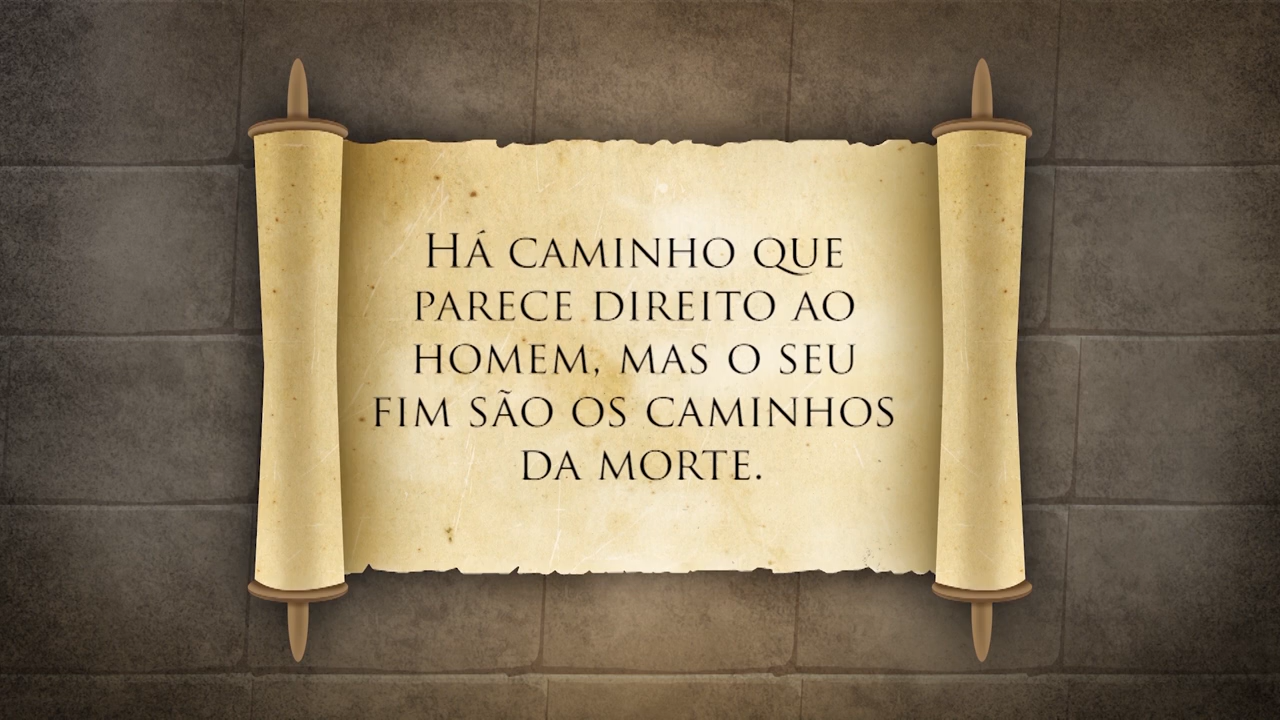 Há caminho que
parece direito ao
homem, mas o seu
fim são os caminhos
da morte.